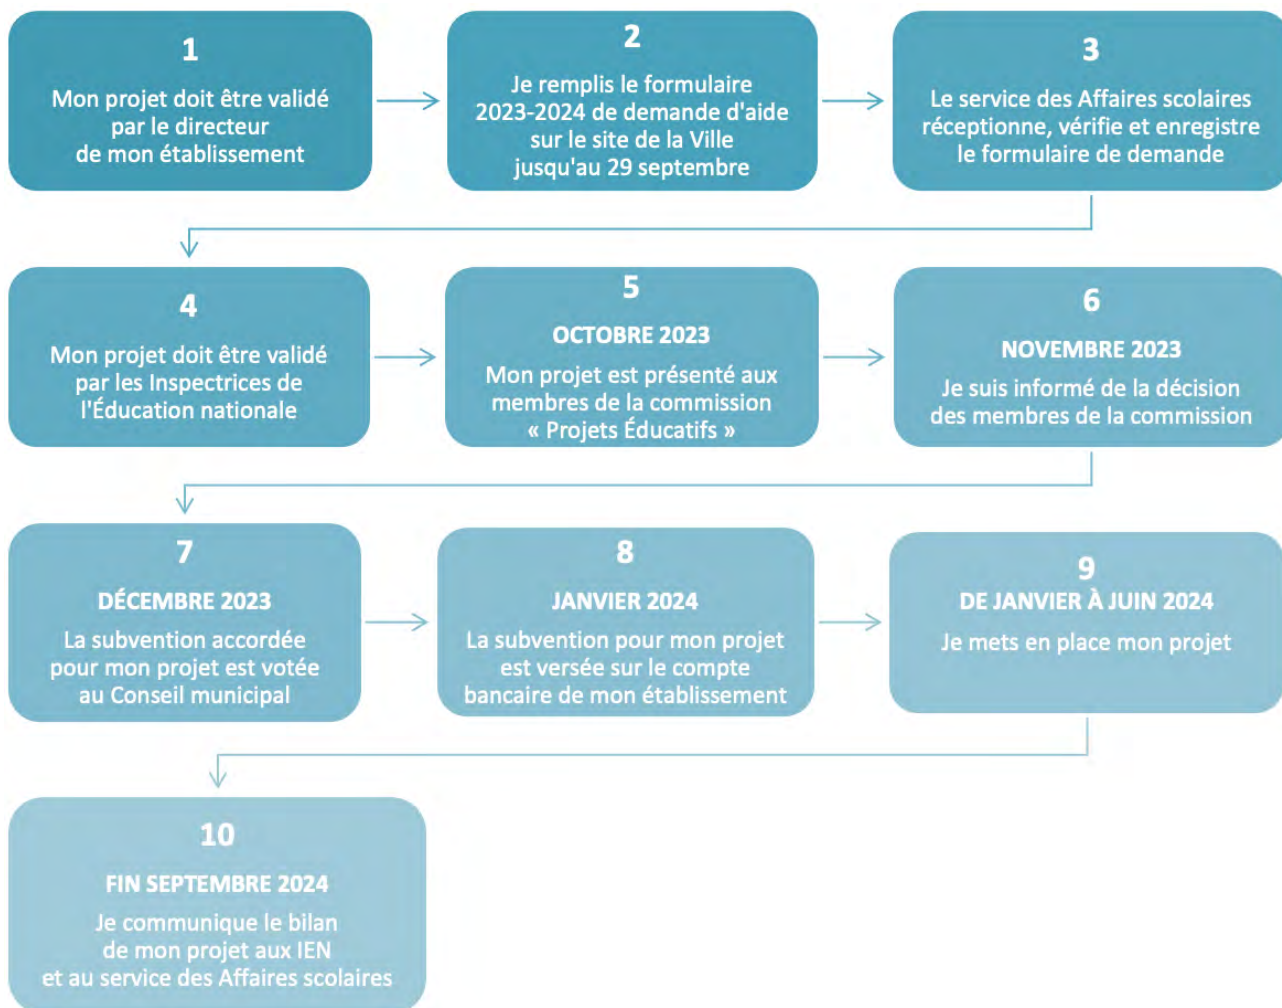 1
Mon projet doit être validé
par le directeur
de mon établissement
2
Je remplis le formulaire
2023-2024 de demande d'aide
sur le site de la Ville
jusqu'au 29 septembre
3
Le service des Affaires scolaires
réceptionne, vérifie et enregistre
le formulaire de demande
4
Mon projet doit être validé
par les Inspectrices de
l'Éducation nationale
5
OCTOBRE 2023
Mon projet est présenté aux
membres de la commission
« Projets Éducatifs »
6
NOVEMBRE 2023
Je suis informé de la décision
des membres de la commission
7
DÉCEMBRE 2023
La subvention accordée
pour mon projet est votée
au Conseil municipal
8
JANVIER 2024
La subvention pour mon projet
est versée sur le compte
bancaire de mon établissement
9
DE JANVIER À JUIN 2024
Je mets en place mon projet
10
FIN SEPTEMBRE 2024
Je communique le bilan
de mon projet aux IEN
et au service des Affaires scolaires